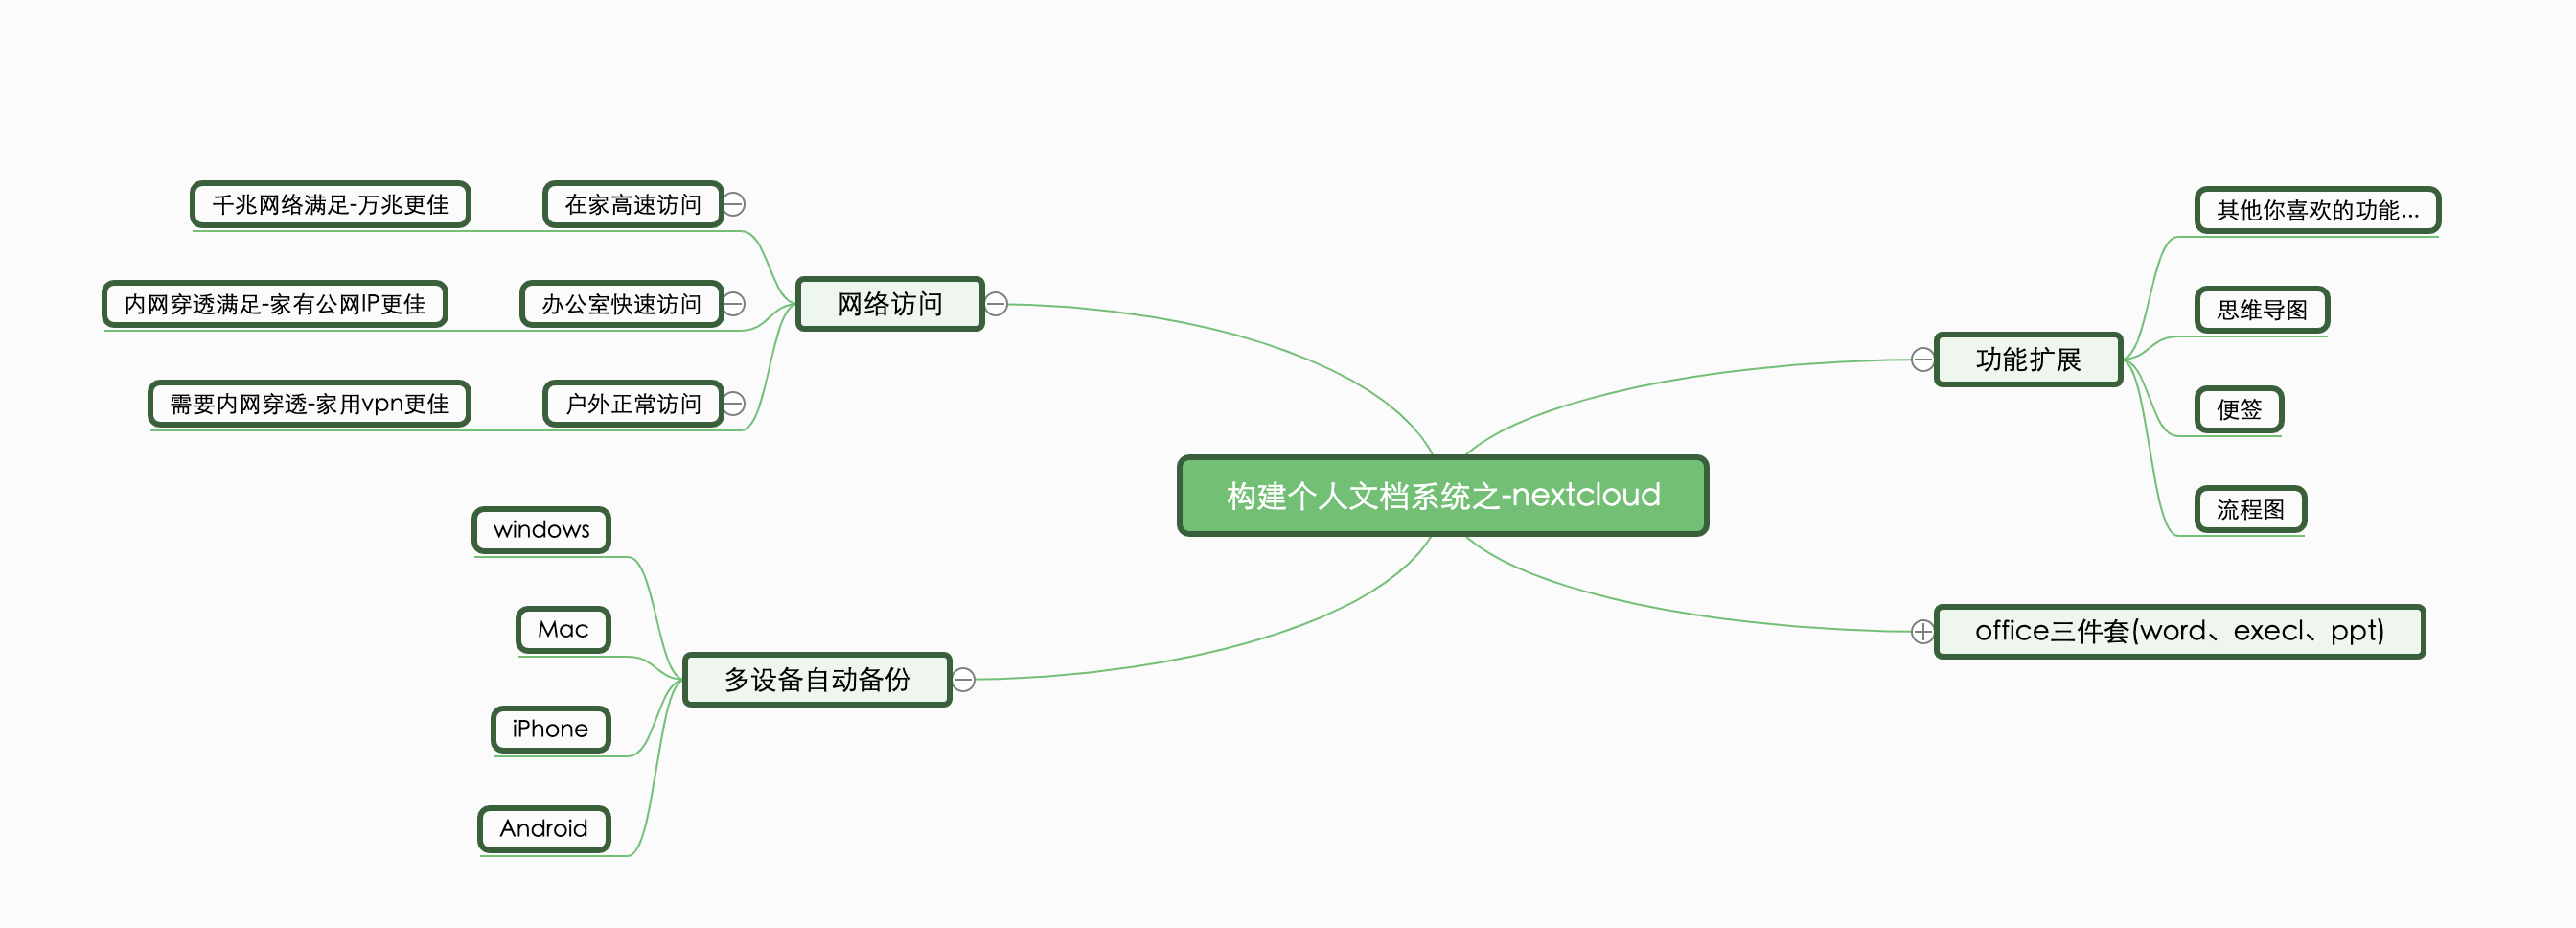 构建个人文档系统之-nextcloud
网络访问
在家高速访问
千兆网络满足-万兆更佳
办公室快速访问
内网穿透满足-家有公网IP更佳
户外正常访问
需要内网穿透-家用vpn更佳
多设备自动备份
windows
Mac
iPhone
Android
功能扩展
其他你喜欢的功能...
思维导图
便签
流程图
office三件套(word、execl、ppt)